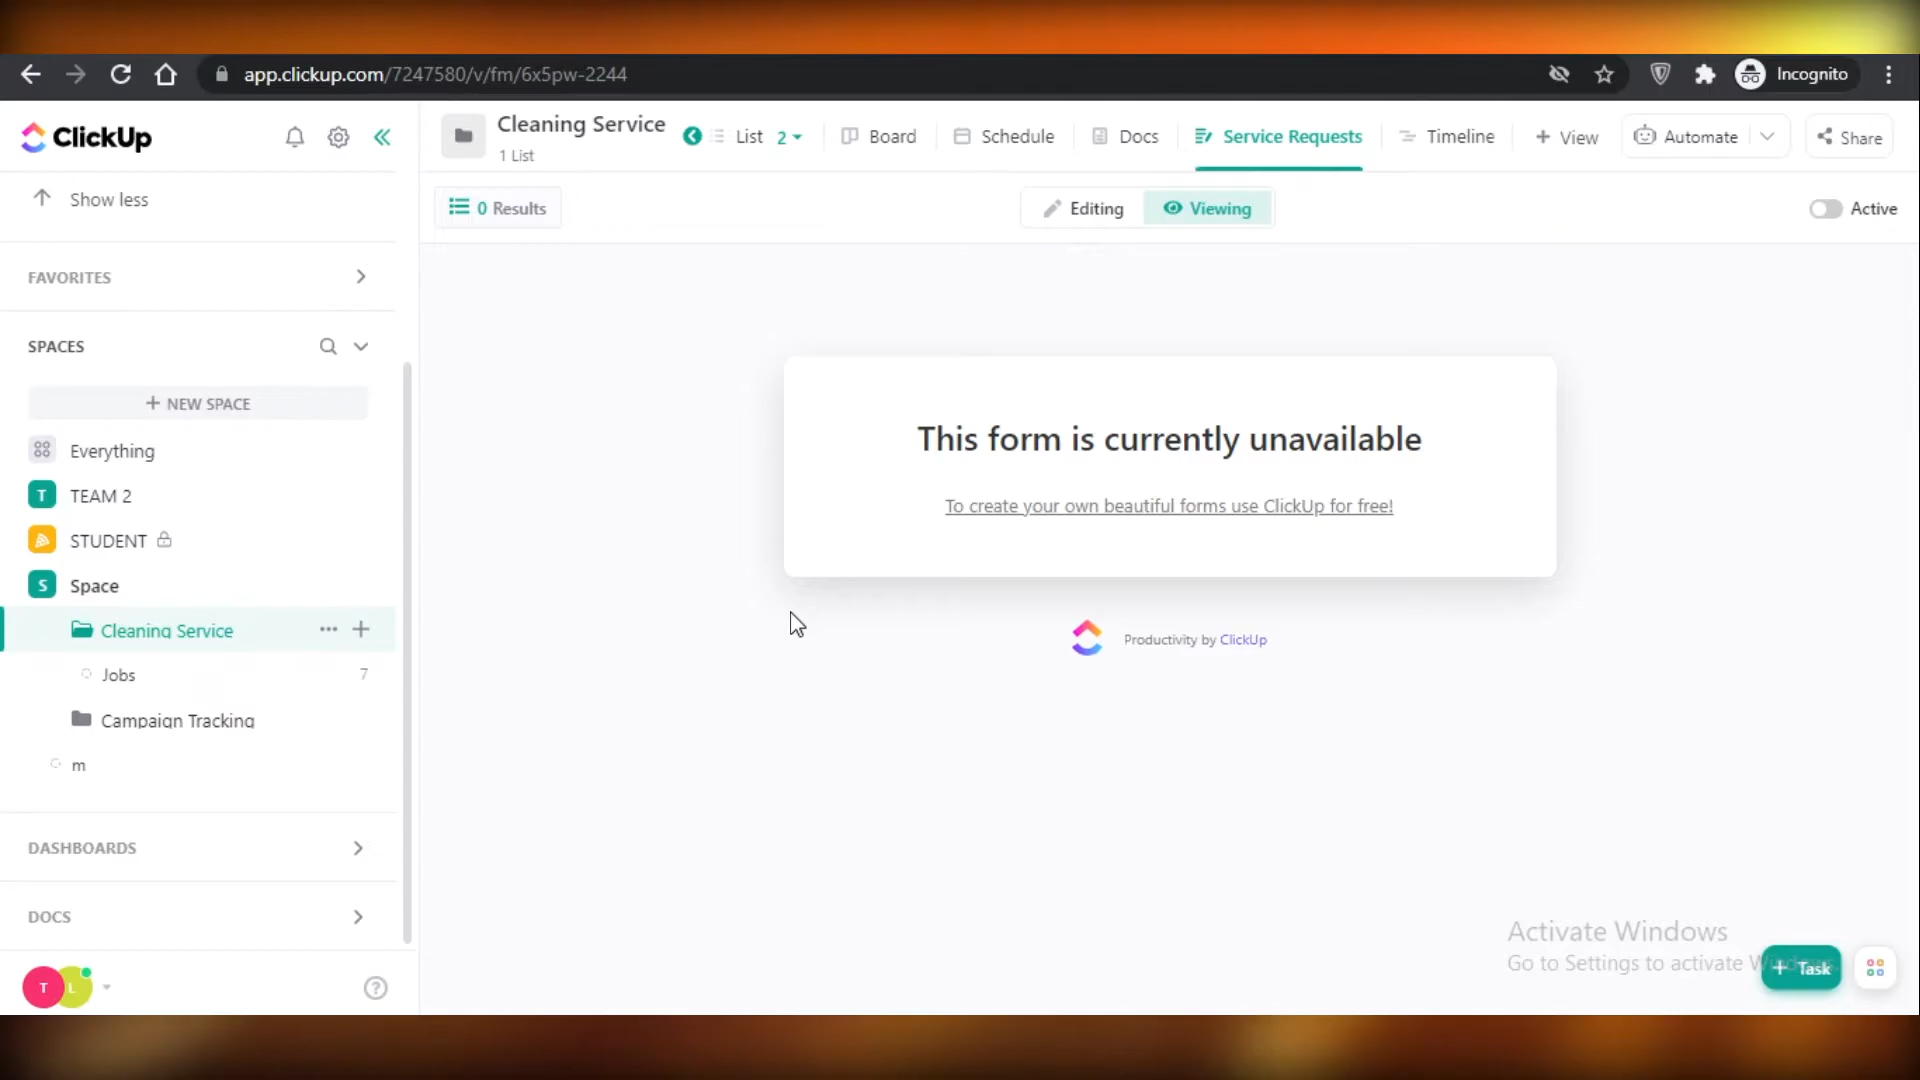 app.clickup.com/7247580/v/fm/6x5pw-2244
Incognito
ClickUp
Cleaning Service
1 List
List 2
Board
Schedule
Docs
Service Requests
Timeline
+ View
Automate
Share
Show less
0 Results
Editing
Viewing
Active
FAVORITES
SPACES
+ NEW SPACE
Everything
T TEAM 2
STUDENT
S Space
Cleaning Service
Jobs 7
Campaign Tracking
m
DASHBOARDS
DOCS
T L
This form is currently unavailable
To create your own beautiful forms use ClickUp for free!
Productivity by ClickUp
Activate Windows
Go to Settings to activate
+ Task